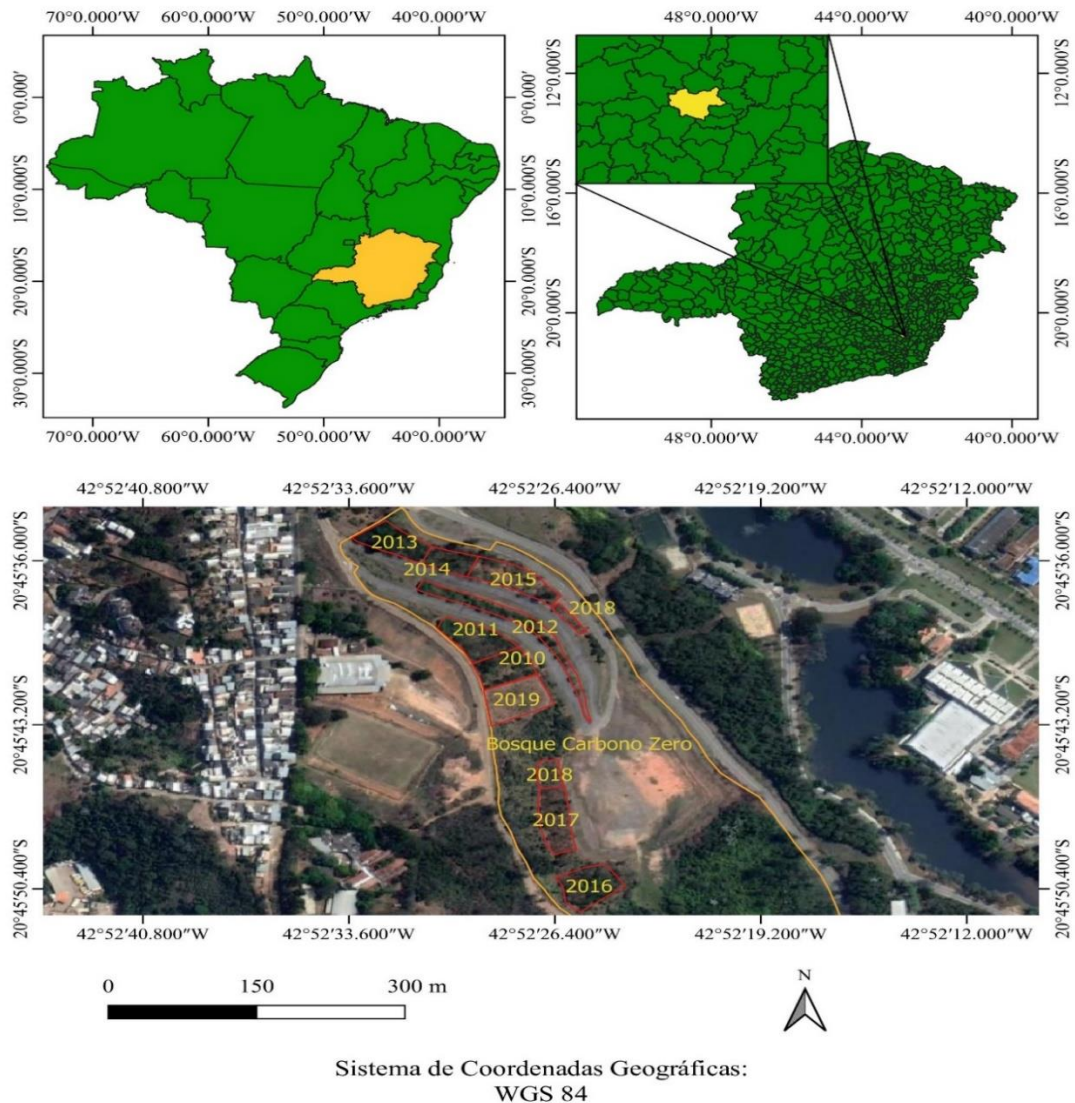 70°0.000'W 60°0.000'W 50°0.000'W 40°0.000'W
0°0.000'
10°0.000'S
20°0.000'S
30°0.000'S
0°0.000'
10°0.000'S
20°0.000'S
30°0.000'S
70°0.000'W 60°0.000'W 50°0.000'W 40°0.000'W
48°0.000'W 44°0.000'W 40°0.000'W
12°0.000'S
16°0.000'S
20°0.000'S
12°0.000'S
16°0.000'S
20°0.000'S
48°0.000'W 44°0.000'W 40°0.000'W
42°52'40.800"W 42°52'33.600"W 42°52'26.400"W 42°52'19.200"W 42°52'12.000"W
20°45'36.000"S
20°45'43.200"S
20°45'50.400"S
2013
2014
2015
2018
2011
2012
2010
2019
Bosque Carbono Zero
2018
2017
2016
20°45'36.000"S
20°45'43.200"S
20°45'50.400"S
42°52'40.800"W 42°52'33.600"W 42°52'26.400"W 42°52'19.200"W 42°52'12.000"W
0 150 300 m
N
Sistema de Coordenadas Geográficas:
WGS 84